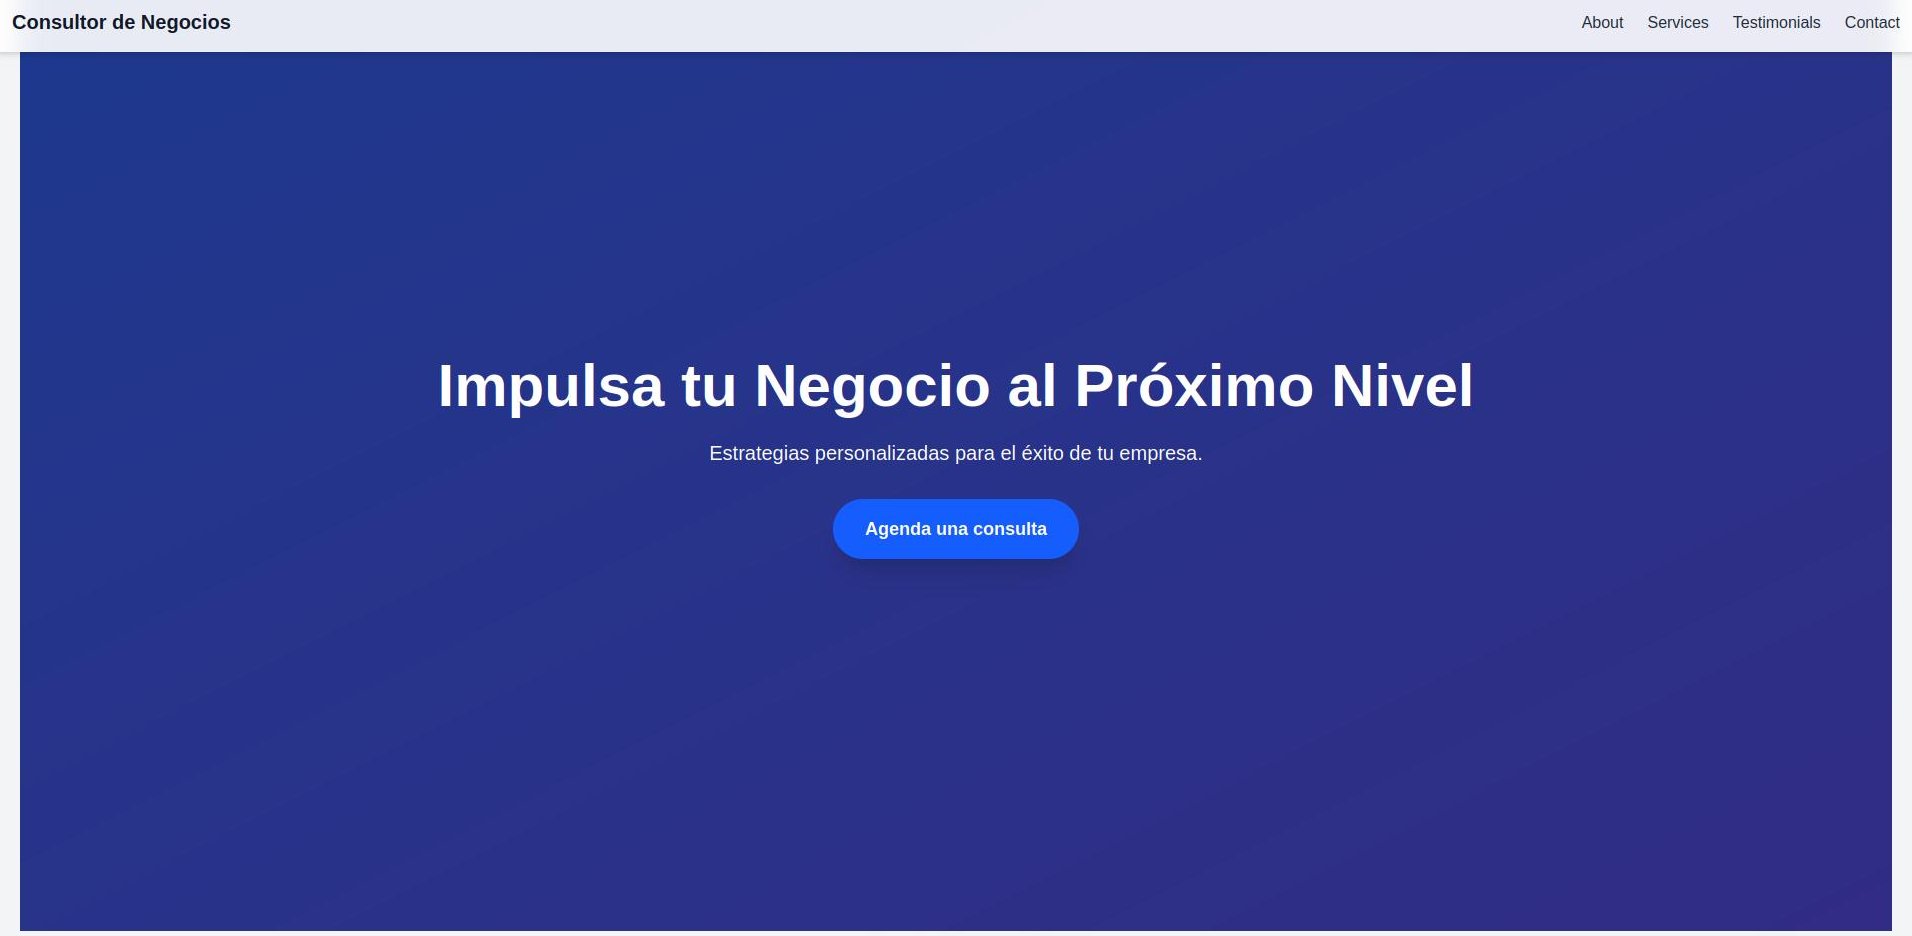 Consultor de Negocios
About Services Testimonials Contact
Impulsa tu Negocio al Próximo Nivel
Estrategias personalizadas para el éxito de tu empresa.
Agenda una consulta